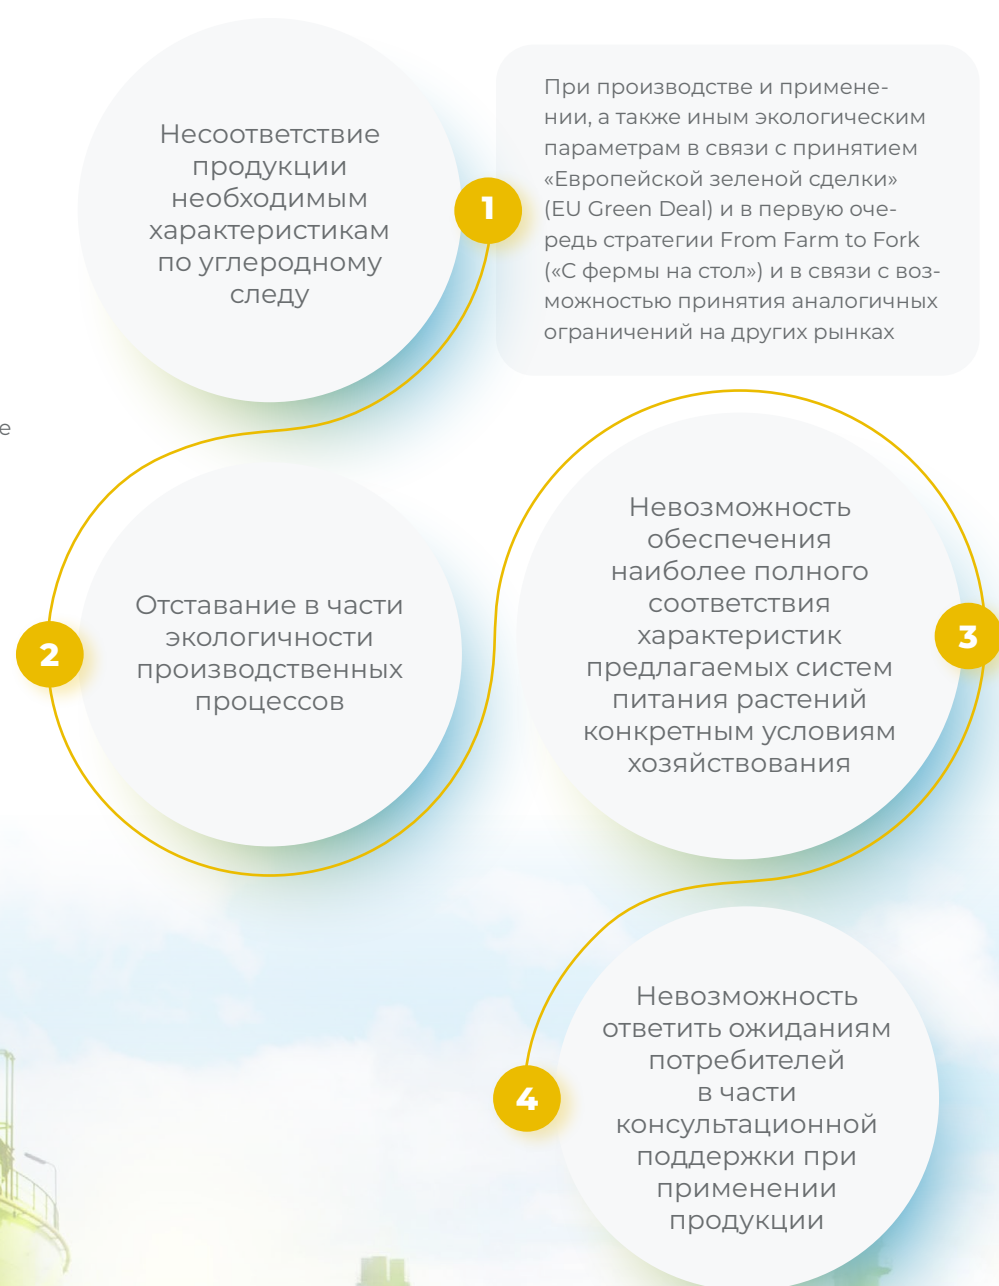 Несоответствие
продукции
необходимым
характеристикам
по углеродному
следу
1
При производстве и примене-
нии, а также иным экологическим
параметрам в связи с принятием
«Европейской зеленой сделки»
(EU Green Deal) и в первую оче-
редь стратегии From Farm to Fork
(«С фермы на стол») и в связи с воз-
можностью принятия аналогичных
ограничений на других рынках
е
2
Отставание в части
экологичности
производственных
процессов
Невозможность
обеспечения
наиболее полного
соответствия
характеристик
предлагаемых систем
питания растений
конкретным условиям
хозяйствования
3
4
Невозможность
ответить ожиданиям
потребителей
в части
консультационной
поддержки при
применении
продукции